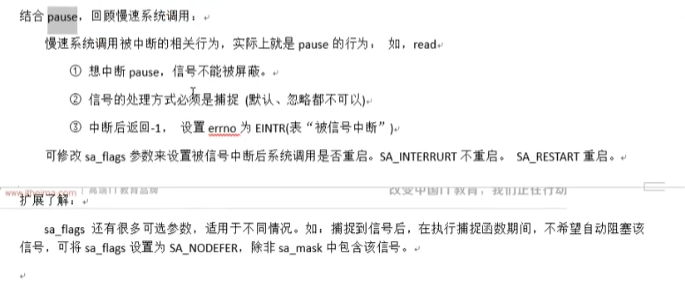 结合 pause，回顾慢速系统调用：
慢速系统调用被中断的相关行为，实际上就是 pause 的行为： 如，read
① 想中断 pause，信号不能被屏蔽。
② 信号的处理方式必须是捕捉 (默认、忽略都不可以)
③ 中断后返回-1， 设置 errno 为 EINTR(表“被信号中断”)
可修改 sa_flags 参数来设置被信号中断后系统调用是否重启。SA_INTERRURT 不重启。 SA_RESTART 重启。
高端IT教育品牌 改变中国IT教育，我们正在行动
扩展了解：
sa_flags 还有很多可选参数，适用于不同情况。如：捕捉到信号后，在执行捕捉函数期间，不希望自动阻塞该
信号，可将 sa_flags 设置为 SA_NODEFER，除非 sa_mask 中包含该信号。